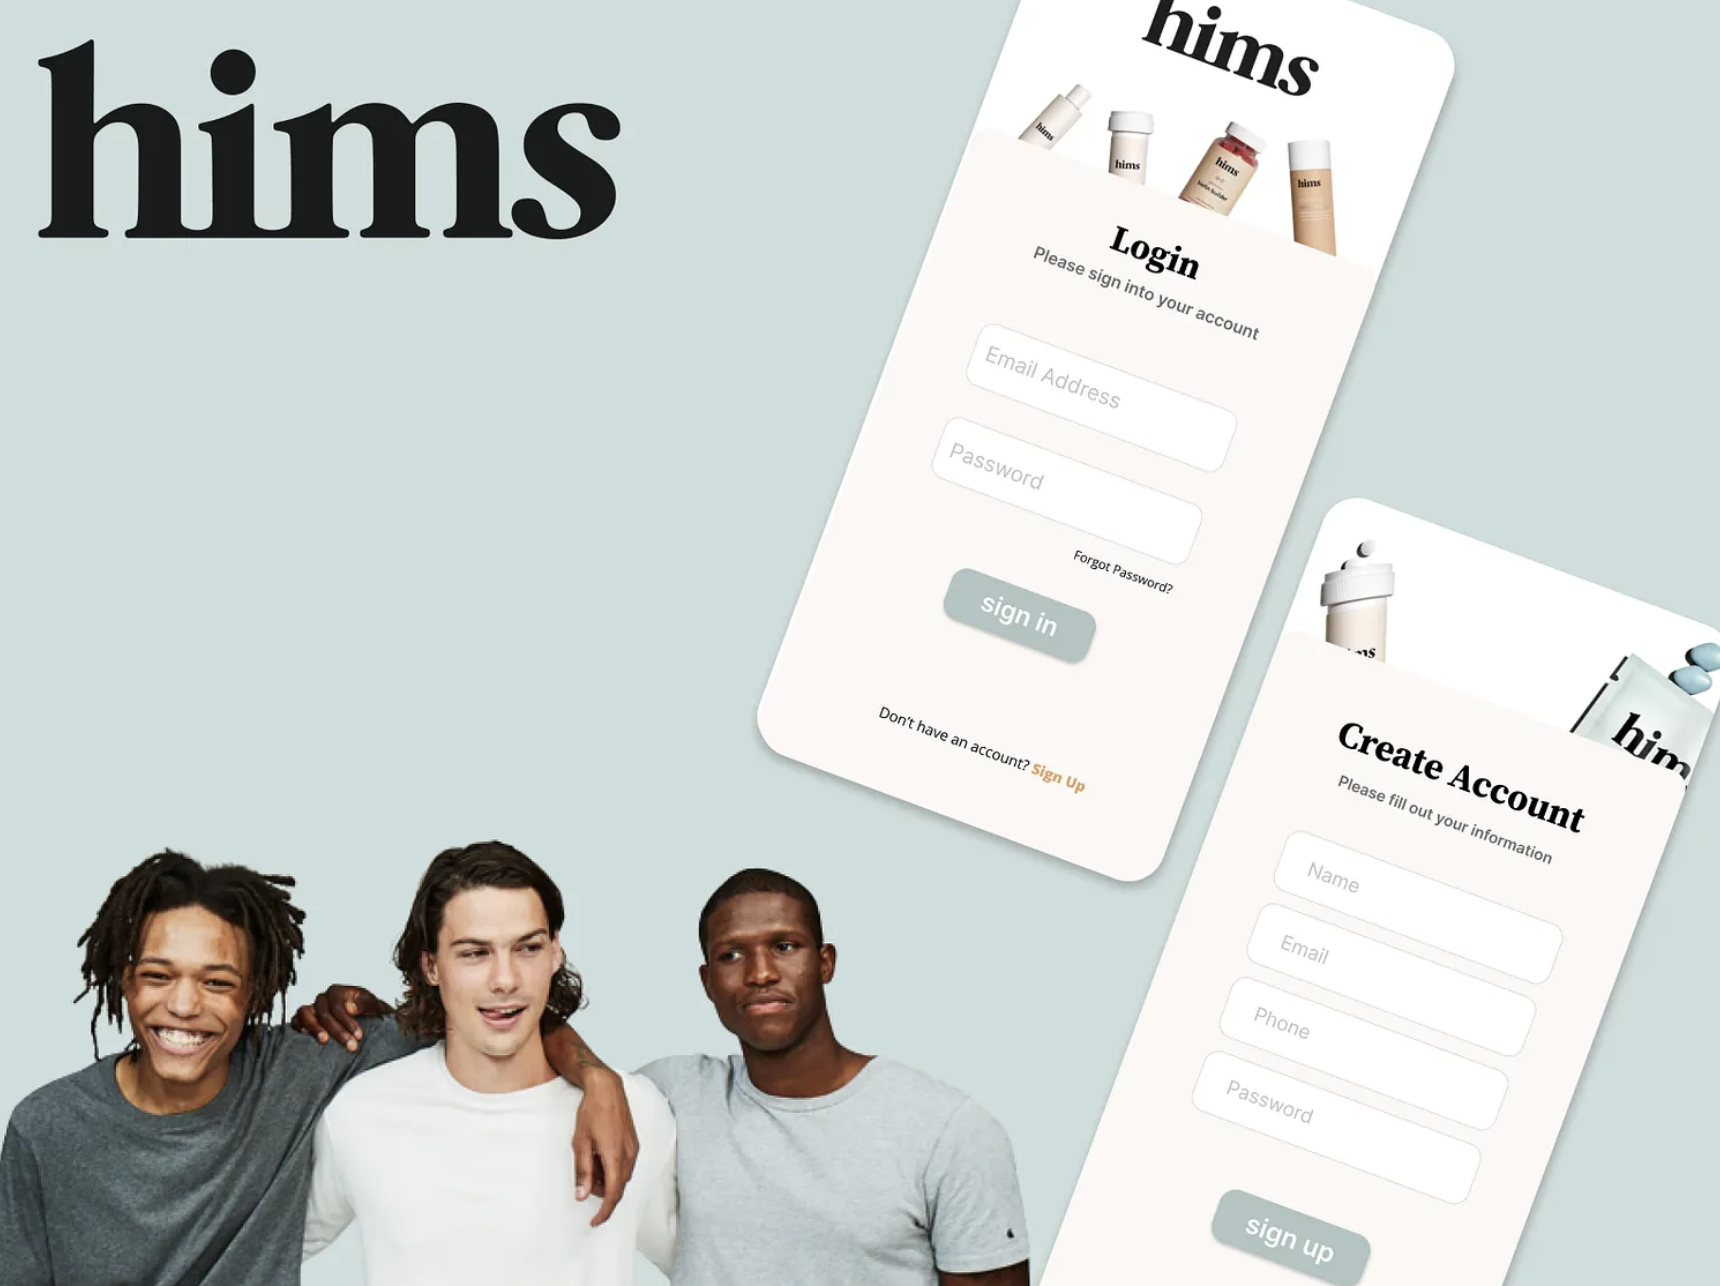 hims
hims
hims
hims
hims
hims
Login
Please sign into your account
Email Address
Password
Forgot Password?
sign in
Don't have an account? Sign Up
him
Create Account
Please fill out your information
Name
Email
Phone
Password
sign up